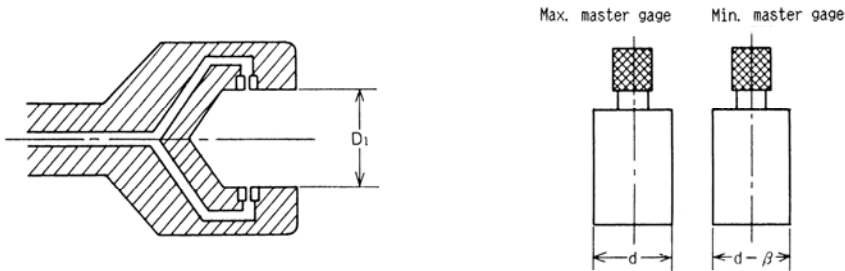 Max. master gage
Min. master gage
D₁
d
d-β